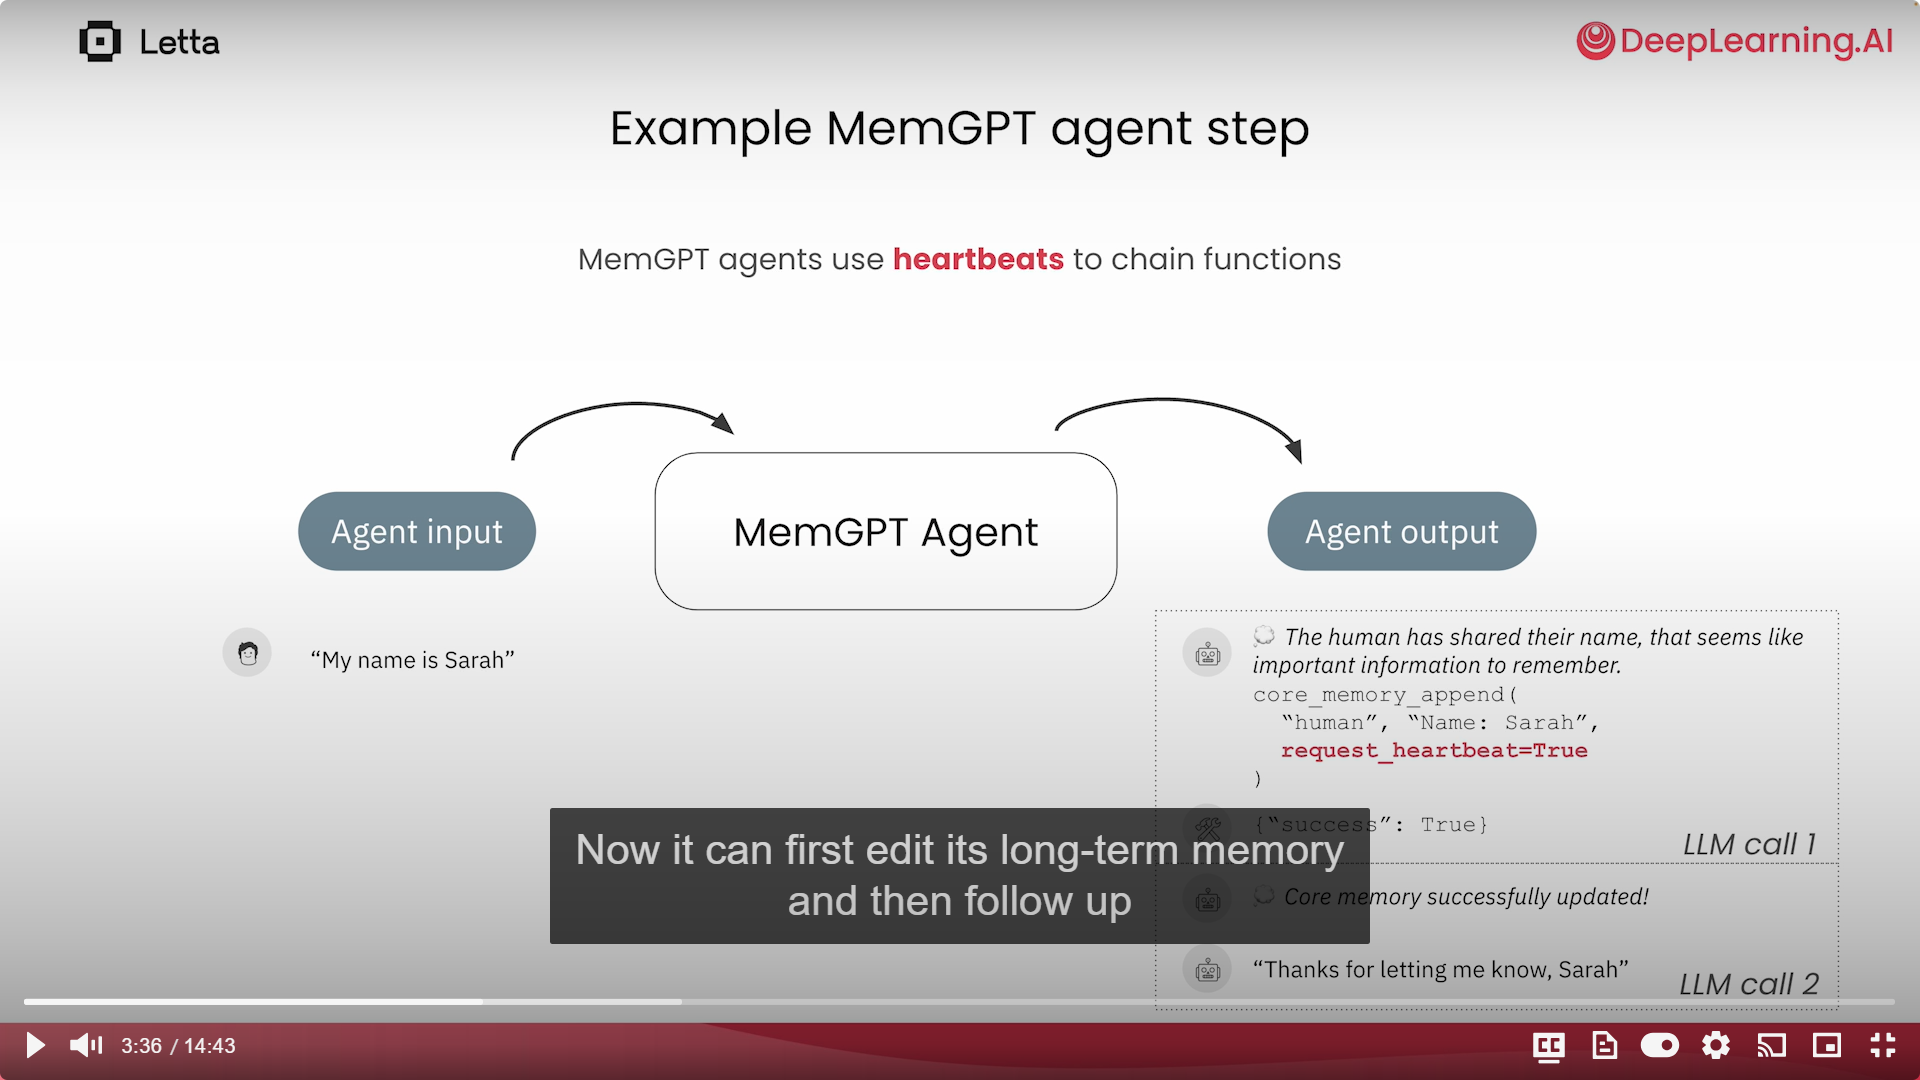 Letta
DeepLearning.AI
Example MemGPT agent step
MemGPT agents use heartbeats to chain functions
Agent input
MemGPT Agent
Agent output
“My name is Sarah”
The human has shared their name, that seems like
important information to remember.
core_memory_append(
“human”, “Name: Sarah”,
request_heartbeat=True
)
{“success”: True}
LLM call 1
Now it can first edit its long-term memory
and then follow up
Core memory successfully updated!
“Thanks for letting me know, Sarah”
LLM call 2
3:36 / 14:43
CC